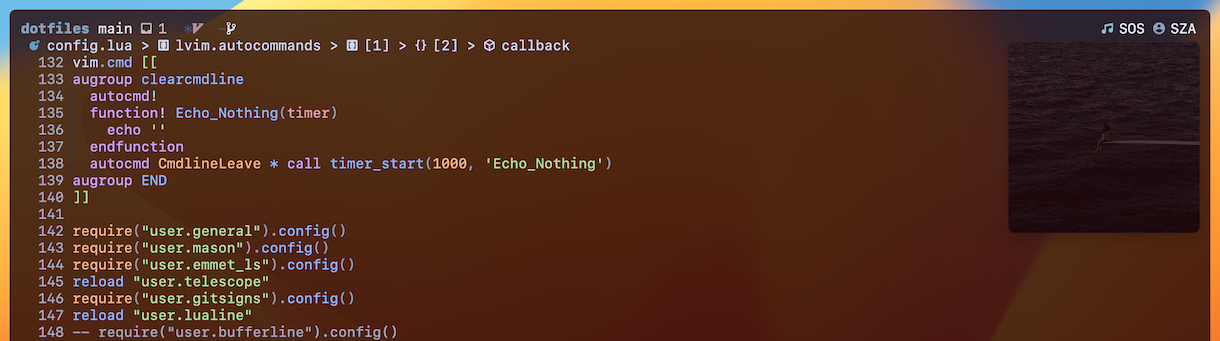 dotfiles main 1
SOS SZA
config.lua > lvim.autocommands > [1] > {} [2] > callback
132 vim.cmd [[
133 augroup clearcmdline
134 autocmd!
135 function! Echo_Nothing(timer)
136 echo ''
137 endfunction
138 autocmd CmdlineLeave * call timer_start(1000, 'Echo_Nothing')
139 augroup END
140 ]]
141
142 require("user.general").config()
143 require("user.mason").config()
144 require("user.emmet_ls").config()
145 reload "user.telescope"
146 require("user.gitsigns").config()
147 reload "user.lualine"
148 -- require("user.bufferline").config()